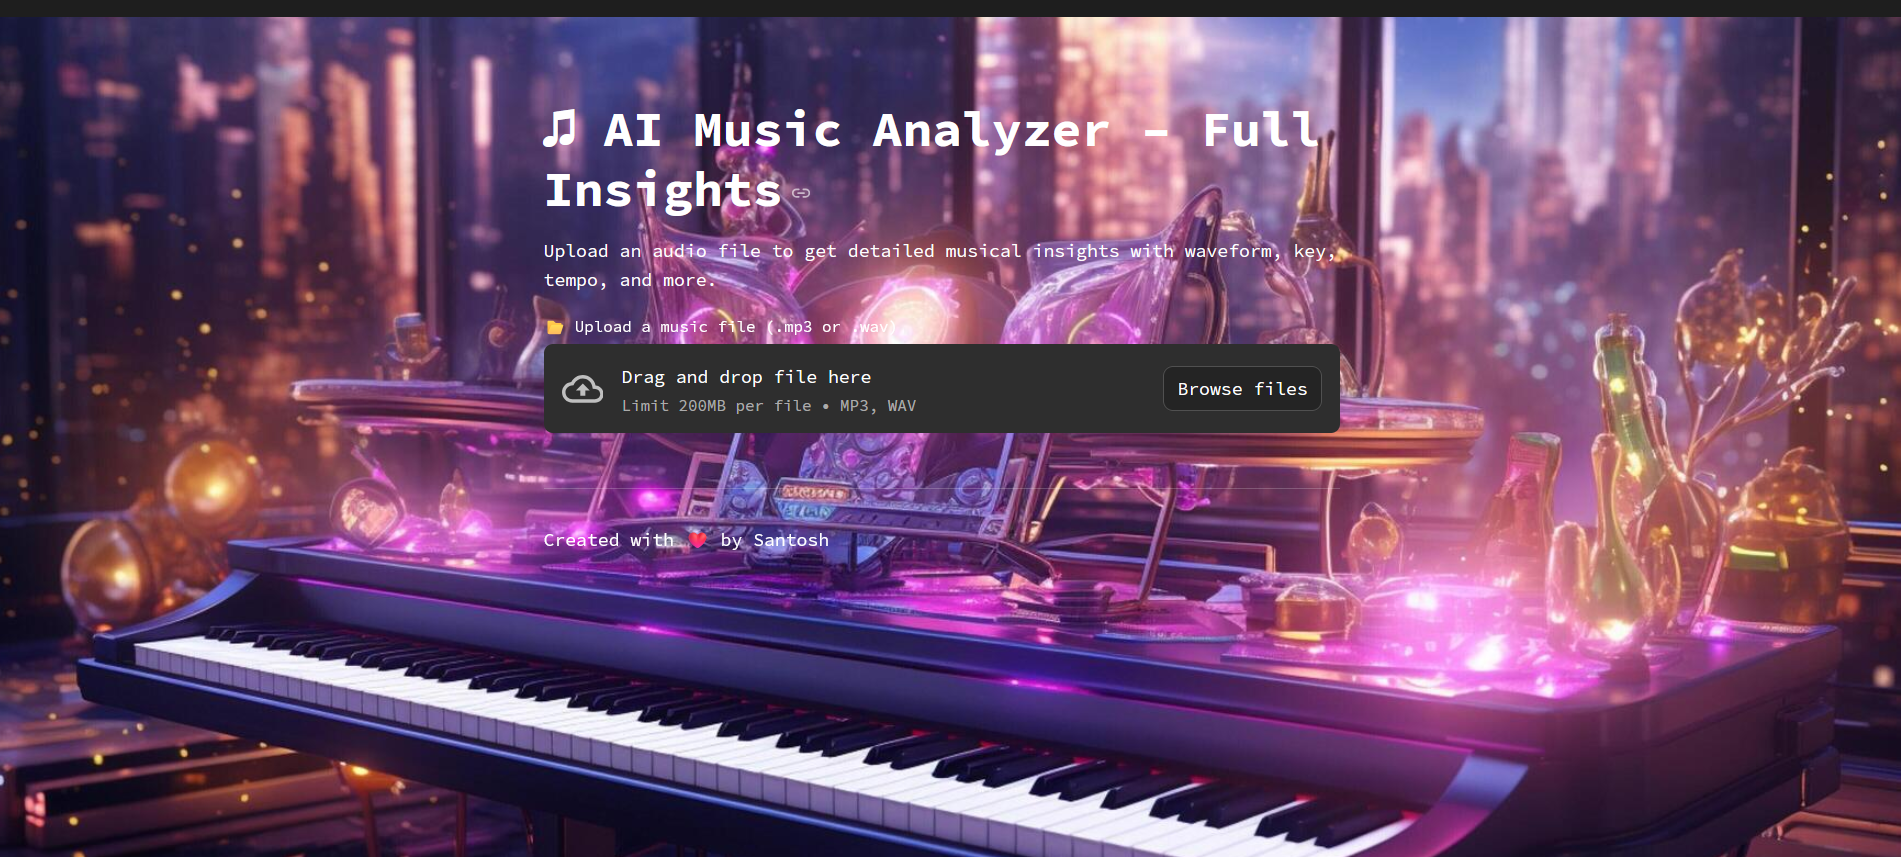 🎵 AI Music Analyzer – Full
Insights
Upload an audio file to get detailed musical insights with waveform, key,
tempo, and more.
📂 Upload a music file (.mp3 or .wav)
Drag and drop file here
Limit 200MB per file • MP3, WAV
Browse files
Created with ❤️ by Santosh